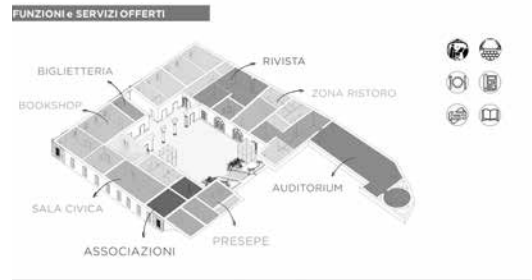 FUNZIONI e SERVIZI OFFERTI
RIVISTA
BIGLIETTERIA
ZONA RISTORO
BOOKSHOP
AUDITORIUM
SALA CIVICA
PRESEPE
ASSOCIAZIONI